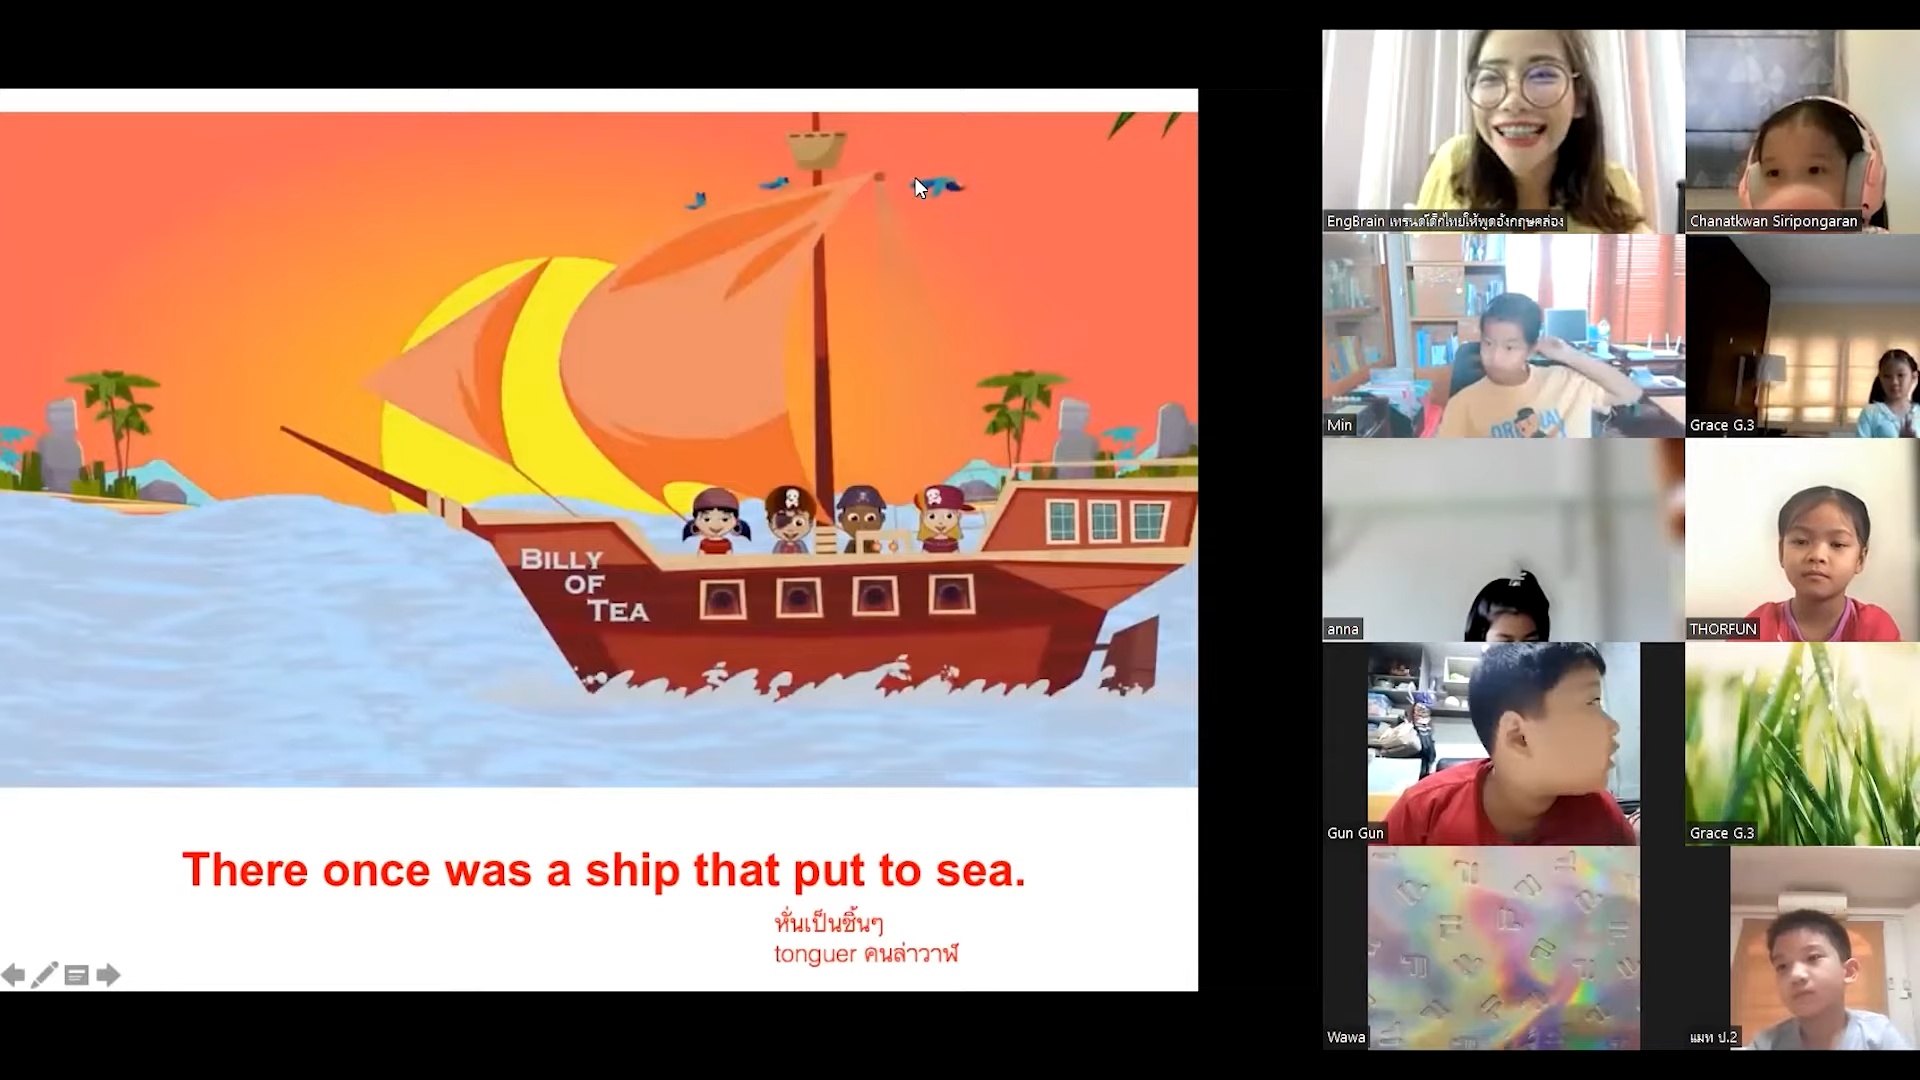 BILLY
OF
TEA
There once was a ship that put to sea.
หั่นเป็นชิ้นๆ
tonguer คนล่าวาฬ
EngBrain เทรนด์เด็กไทยให้พูดอังกฤษคล่อง
Chanatkwan Siripongaran
Min
Grace G.3
anna
THORFUN
Gun Gun
Grace G.3
Wawa
แมท ป.2